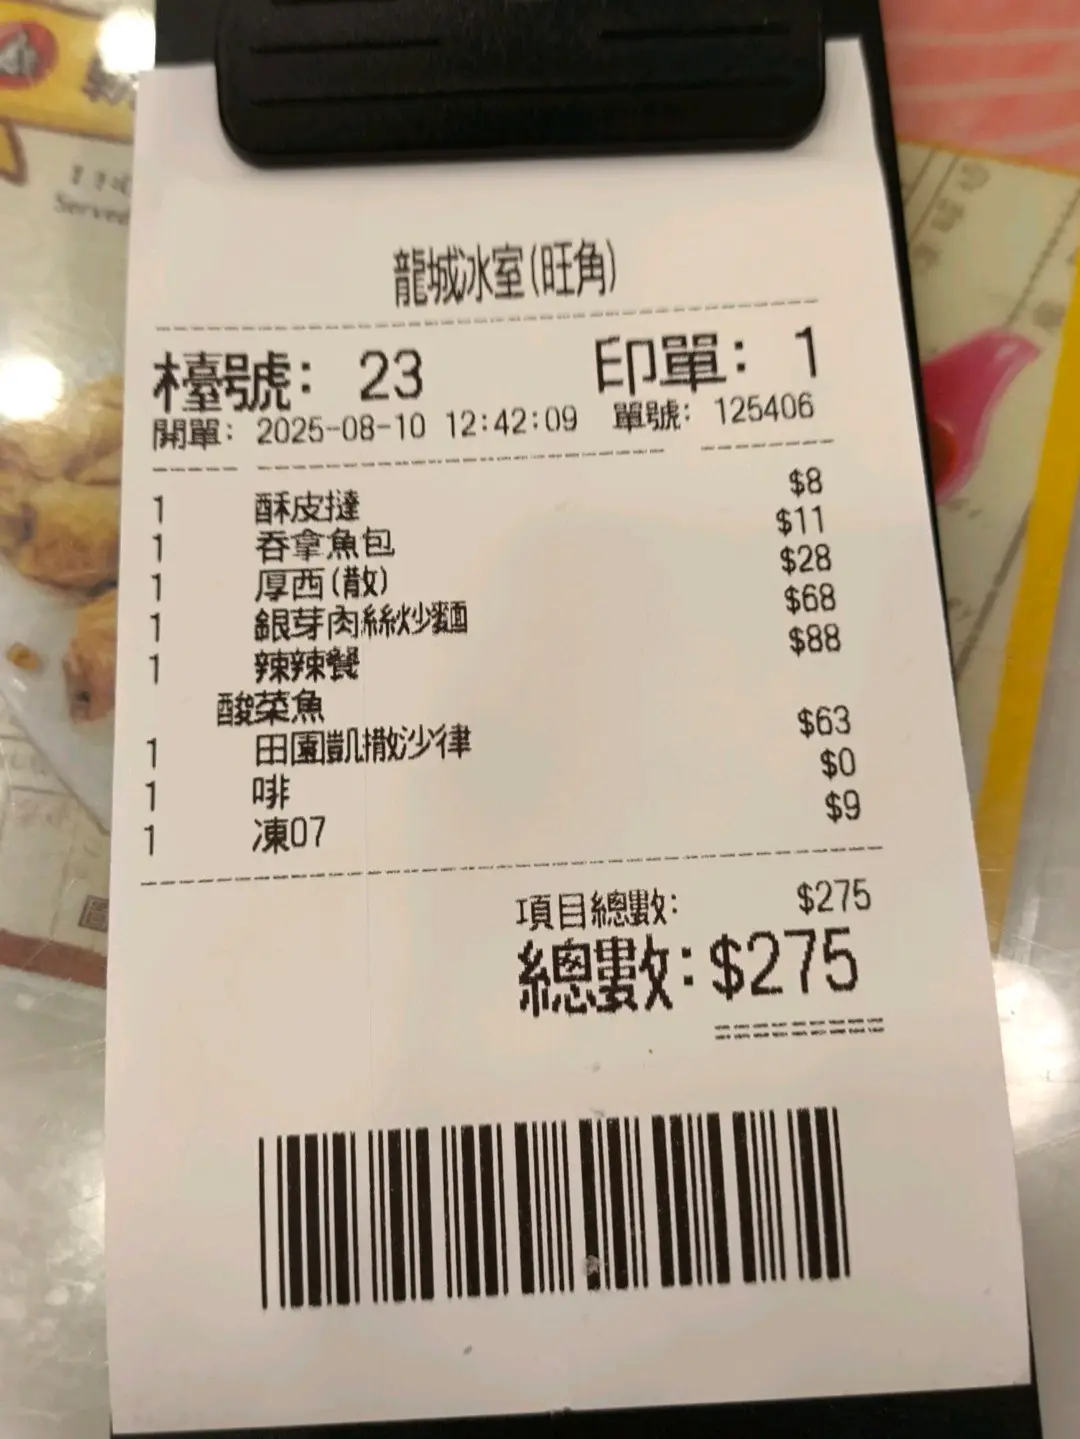 龍城冰室(旺角)
檯號: 23 印單: 1
開單: 2025-08-10 12:42:09 單號: 125406
1 酥皮撻 $8
1 吞拿魚包 $11
1 厚西(散) $28
1 銀芽肉絲炒麵 $68
1 辣辣餐 $88
酸菜魚
1 田園凱撒沙律 $63
1 啡 $0
1 凍07 $9
項目總數: $275
總數: $275
Served